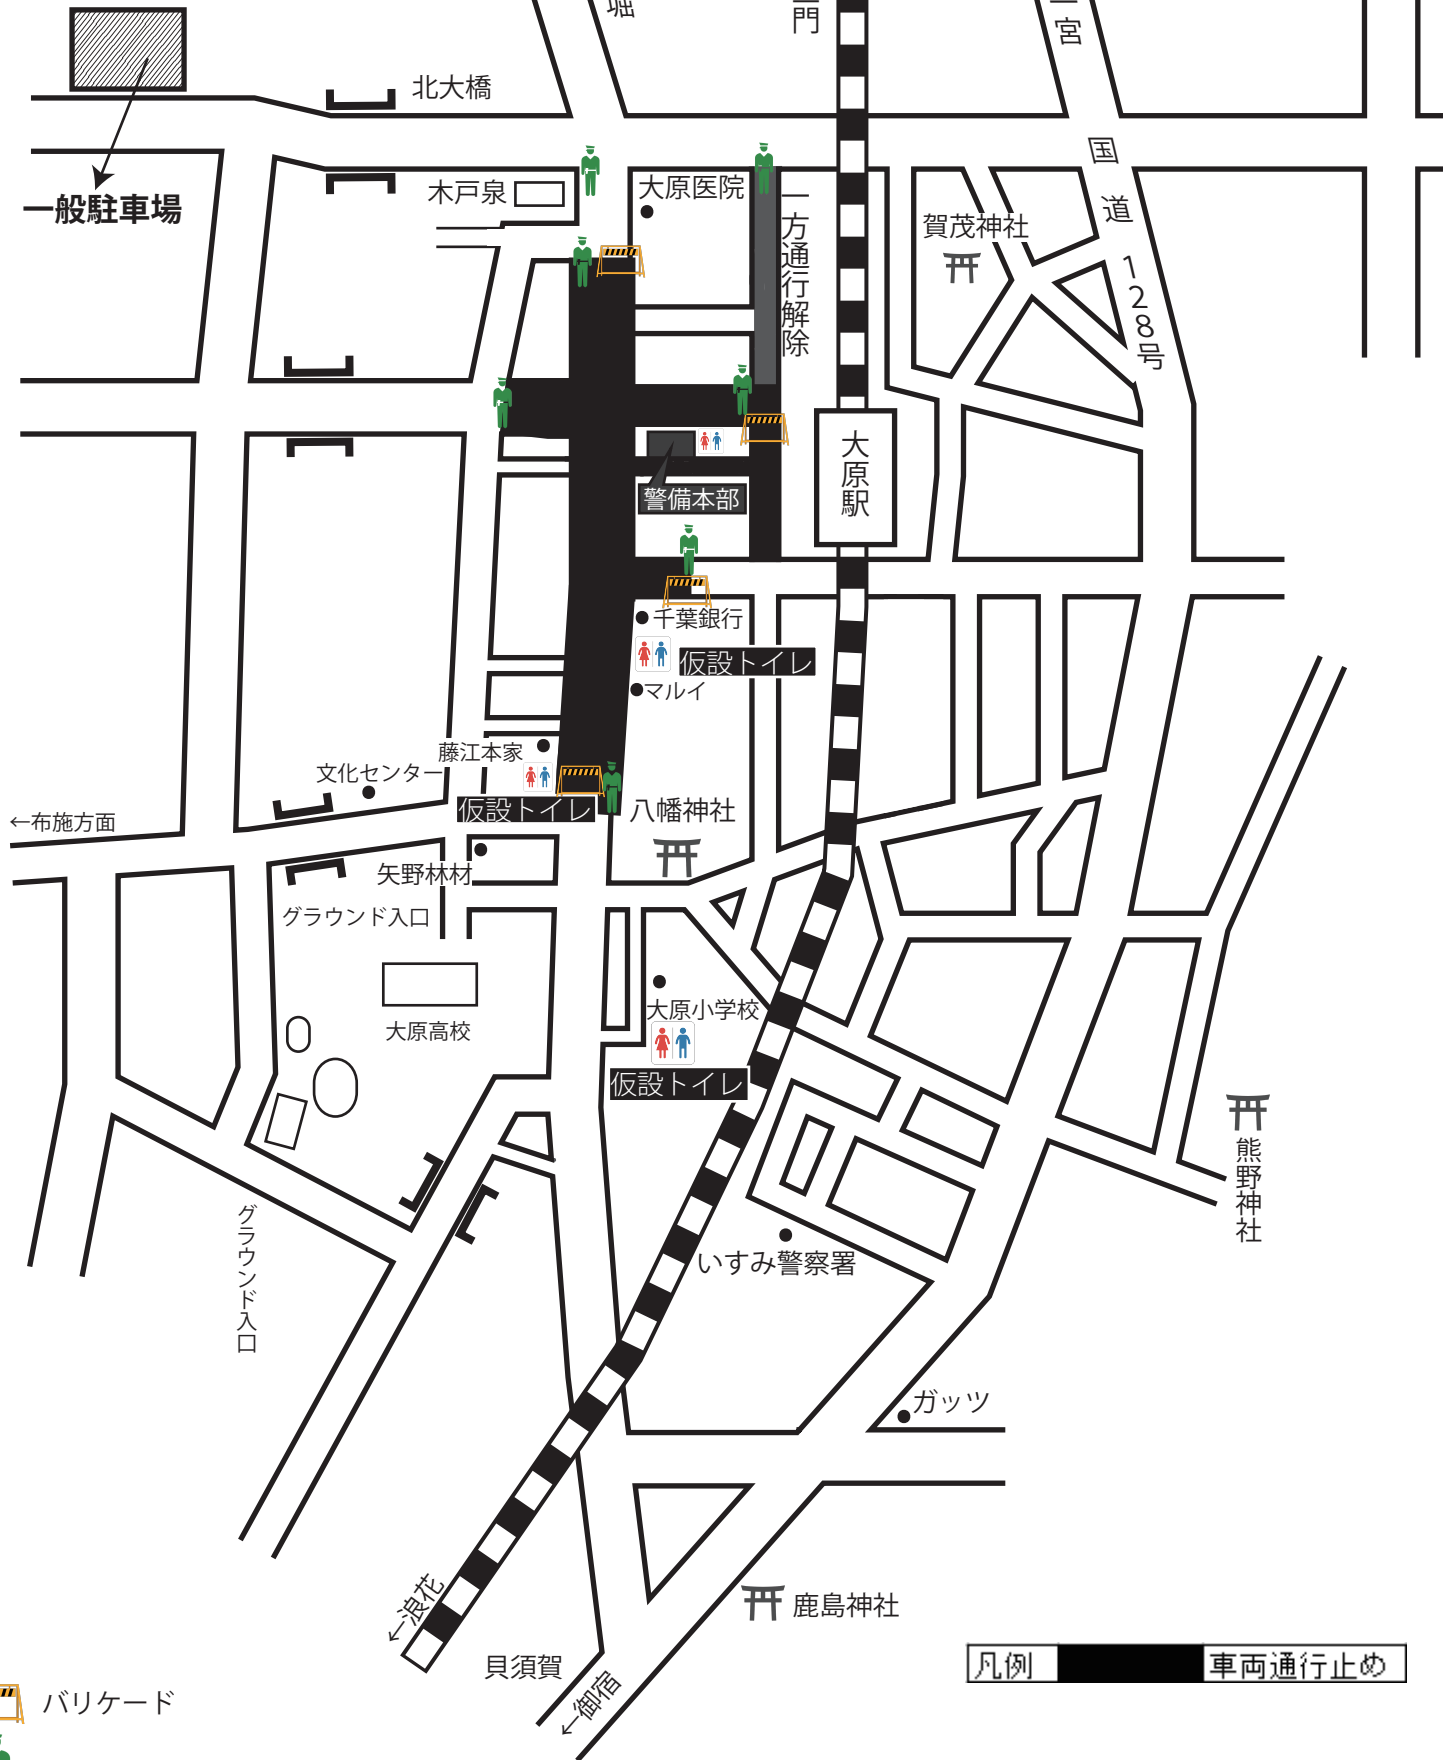 堀
門
宮
北大橋
一般駐車場
木戸泉
大原医院
一方通行解除
国道128号
賀茂神社
大原駅
警備本部
千葉銀行
仮設トイレ
マルイ
藤江本家
文化センター
仮設トイレ
八幡神社
←布施方面
矢野林材
グラウンド入口
大原高校
大原小学校
仮設トイレ
熊野神社
グラウンド入口
いすみ警察署
ガッツ
←浪花
鹿島神社
貝須賀
←御宿
凡例
車両通行止め
バリケード